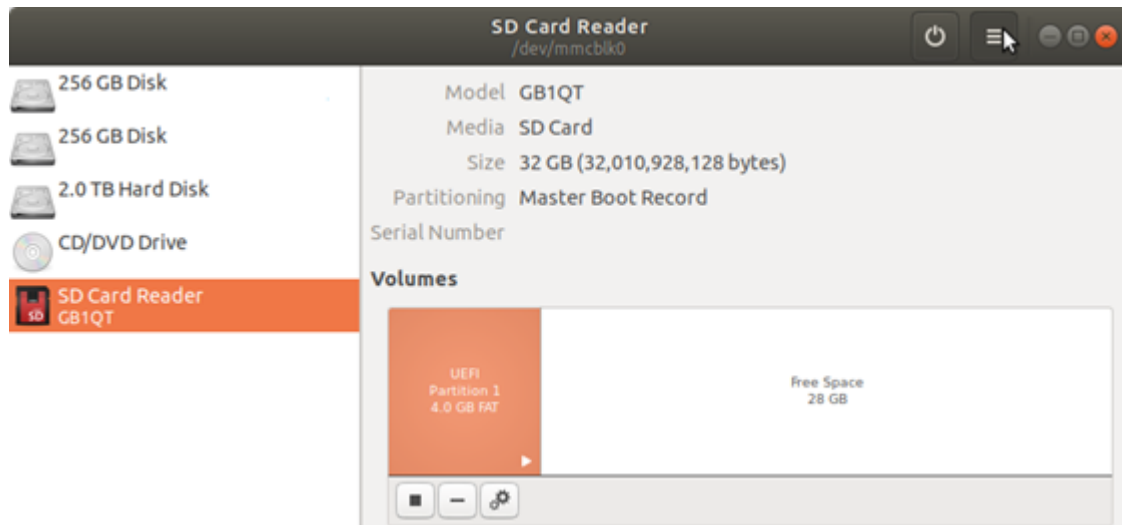 SD Card Reader
/dev/mmcblk0
256 GB Disk
256 GB Disk
2.0 TB Hard Disk
CD/DVD Drive
SD Card Reader
GB1QT
SD
Model GB1QT
Media SD Card
Size 32 GB (32,010,928,128 bytes)
Partitioning Master Boot Record
Serial Number
Volumes
UEFI
Partition 1
4.0 GB FAT
Free Space
28 GB